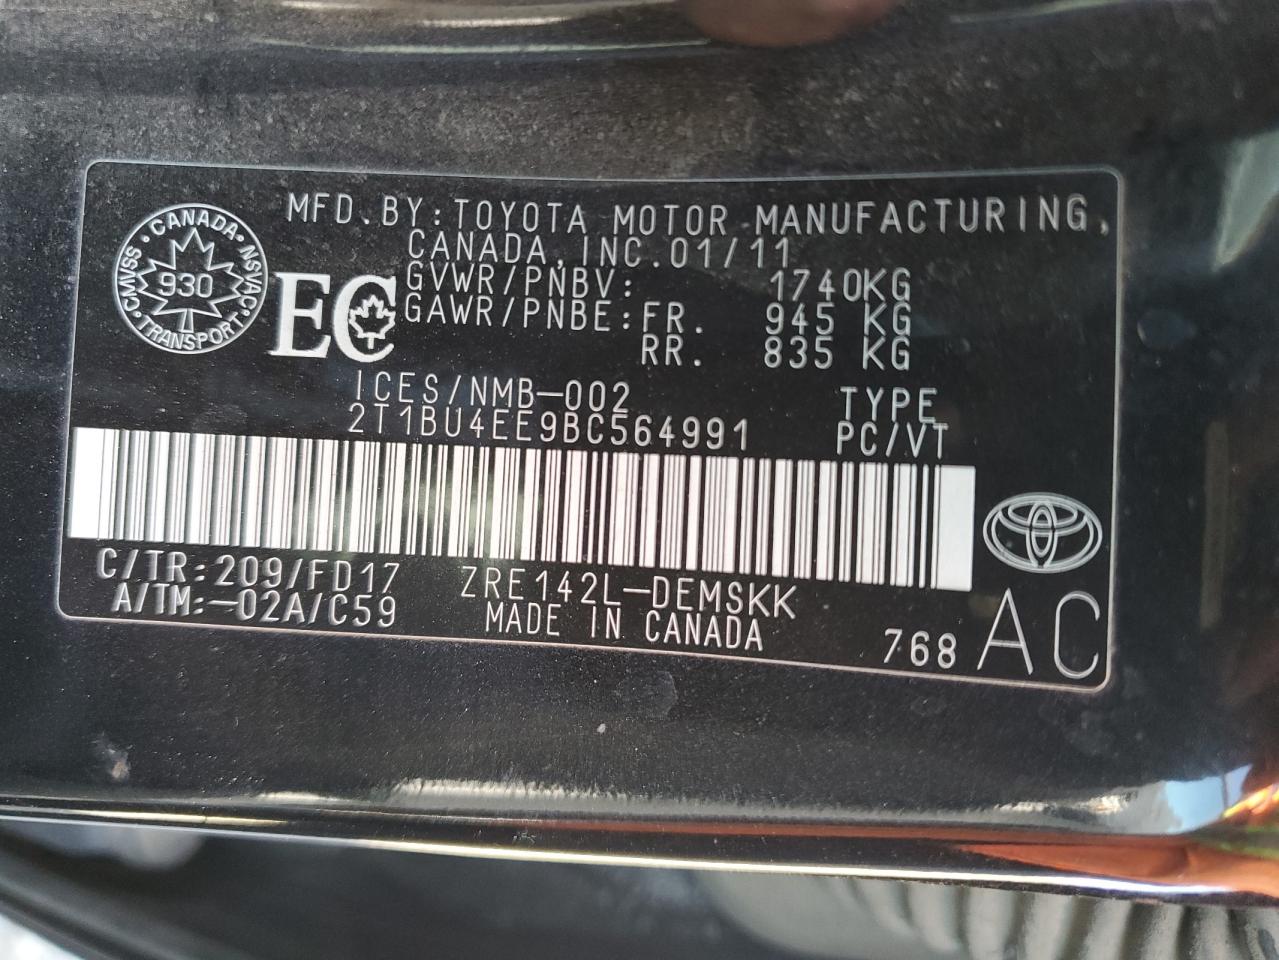 MFD.BY:TOYOTA MOTOR MANUFACTURING,
CANADA,INC.01/11
GVWR/PNBV: 1740KG
GAWR/PNBE:FR. 945 KG
RR. 835 KG
CANADA
CMVSS
930
NSVAC
TRANSPORT
EC
ICES/NMB-002
2T1BU4EE9BC564991
TYPE
PC/VT
C/TR:209/FD17 ZRE142L-DEMSKK
A/TM:-02A/C59 MADE IN CANADA
768 AC